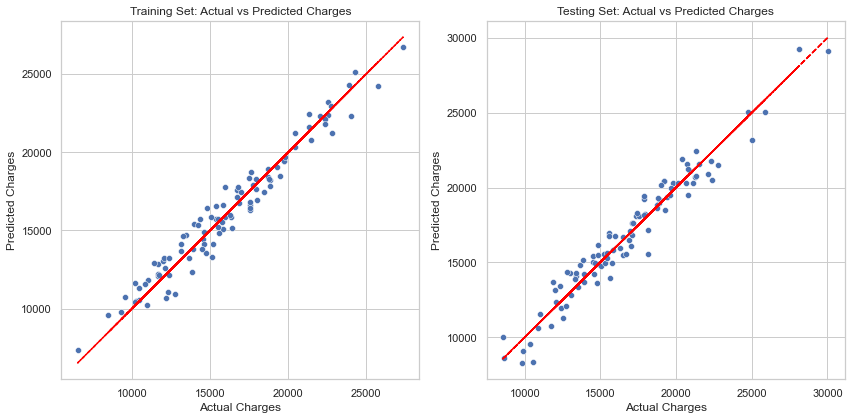 Training Set: Actual vs Predicted Charges
Predicted Charges
25000
20000
15000
10000
10000 15000 20000 25000
Actual Charges
Testing Set: Actual vs Predicted Charges
Predicted Charges
30000
25000
20000
15000
10000
10000 15000 20000 25000 30000
Actual Charges